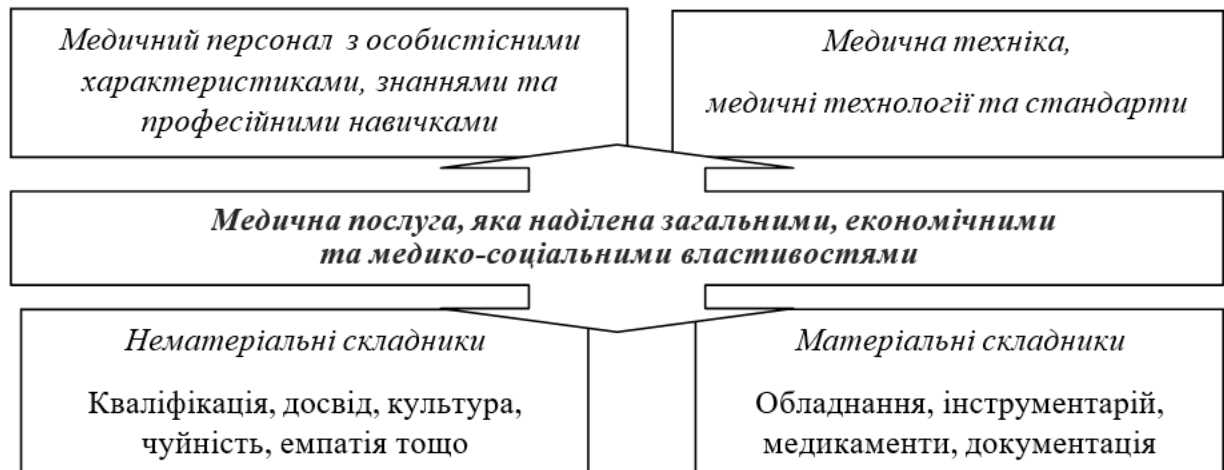 Медичний персонал з особистісними
характеристиками, знаннями та
професійними навичками
Медична техніка,
медичні технології та стандарти
Медична послуга, яка наділена загальними, економічними
та медико-соціальними властивостями
Нематеріальні складники
Кваліфікація, досвід, культура,
чуйність, емпатія тощо
Матеріальні складники
Обладнання, інструментарій,
медикаменти, документація